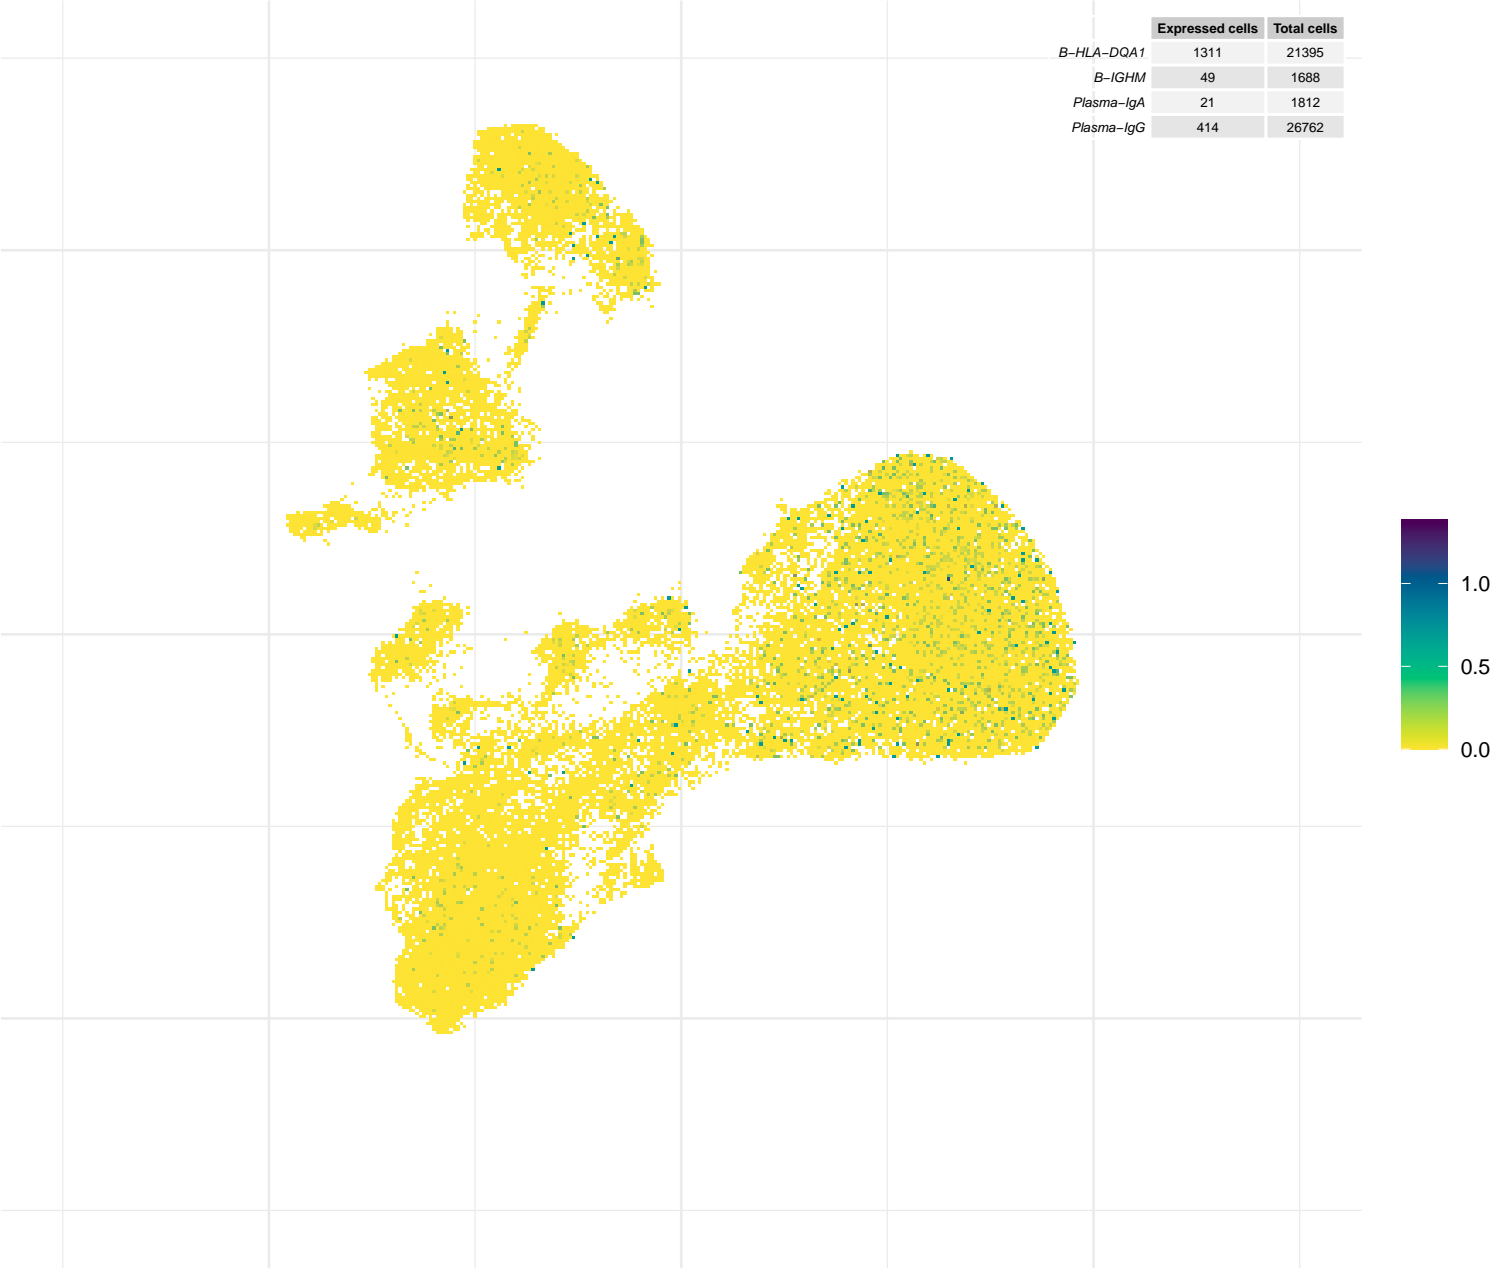 Expressed cells Total cells
B−HLA−DQA1 1311 21395
B−IGHM 49 1688
Plasma−IgA 21 1812
Plasma−IgG 414 26762
1.0
0.5
0.0